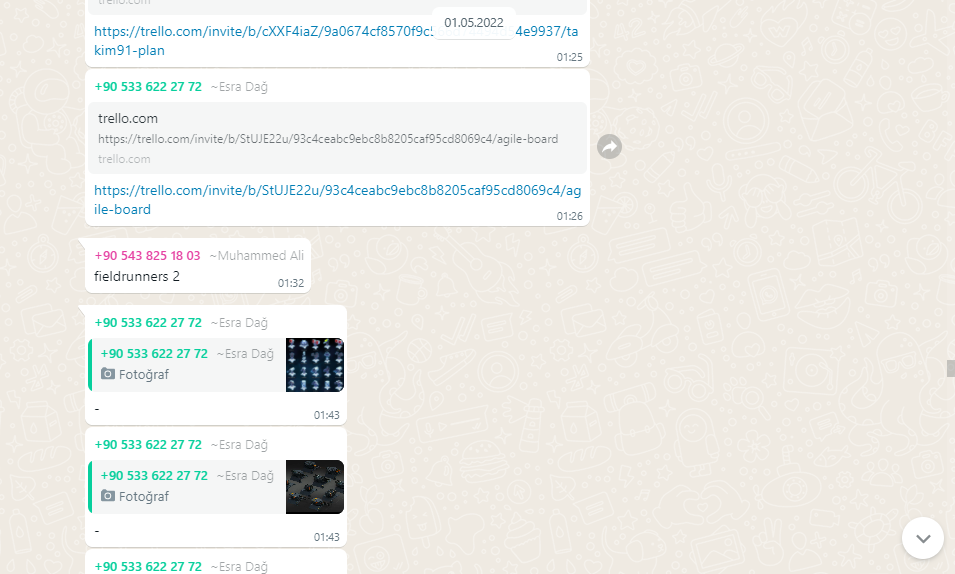 trello.com
01.05.2022
https://trello.com/invite/b/cXXF4iaZ/9a0674cf8570f9c 4e9937/ta
kim91-plan
01:25
+90 533 622 27 72 ~Esra Dağ
trello.com
https://trello.com/invite/b/StUJE22u/93c4ceabc9ebc8b8205caf95cd8069c4/agile-board
trello.com
https://trello.com/invite/b/StUJE22u/93c4ceabc9ebc8b8205caf95cd8069c4/ag
ile-board
01:26
+90 543 825 18 03 ~Muhammed Ali
fieldrunners 2
01:32
+90 533 622 27 72 ~Esra Dağ
+90 533 622 27 72 ~Esra Dağ
Fotoğraf
-
01:43
+90 533 622 27 72 ~Esra Dağ
+90 533 622 27 72 ~Esra Dağ
Fotoğraf
-
01:43
+90 533 622 27 72 ~Esra Dağ